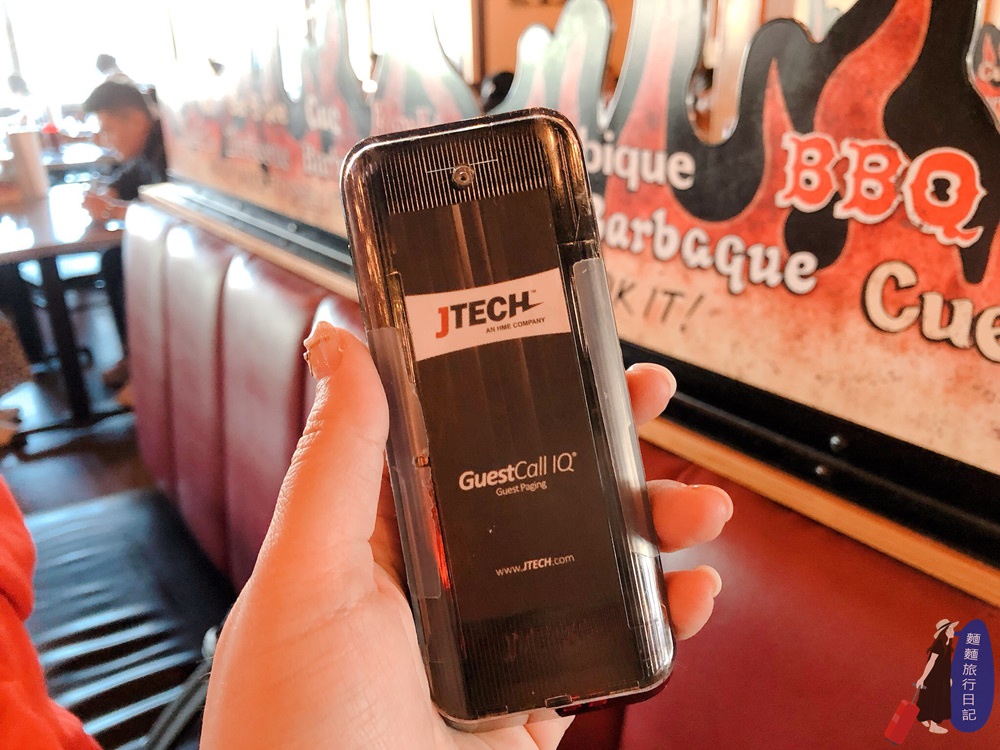 JTECH™
AN HME COMPANY
GuestCall IQ®
Guest Paging
www.JTECH.com
bique
BBQ
Barbaque
K IT!
Cue
麵麵旅行日記